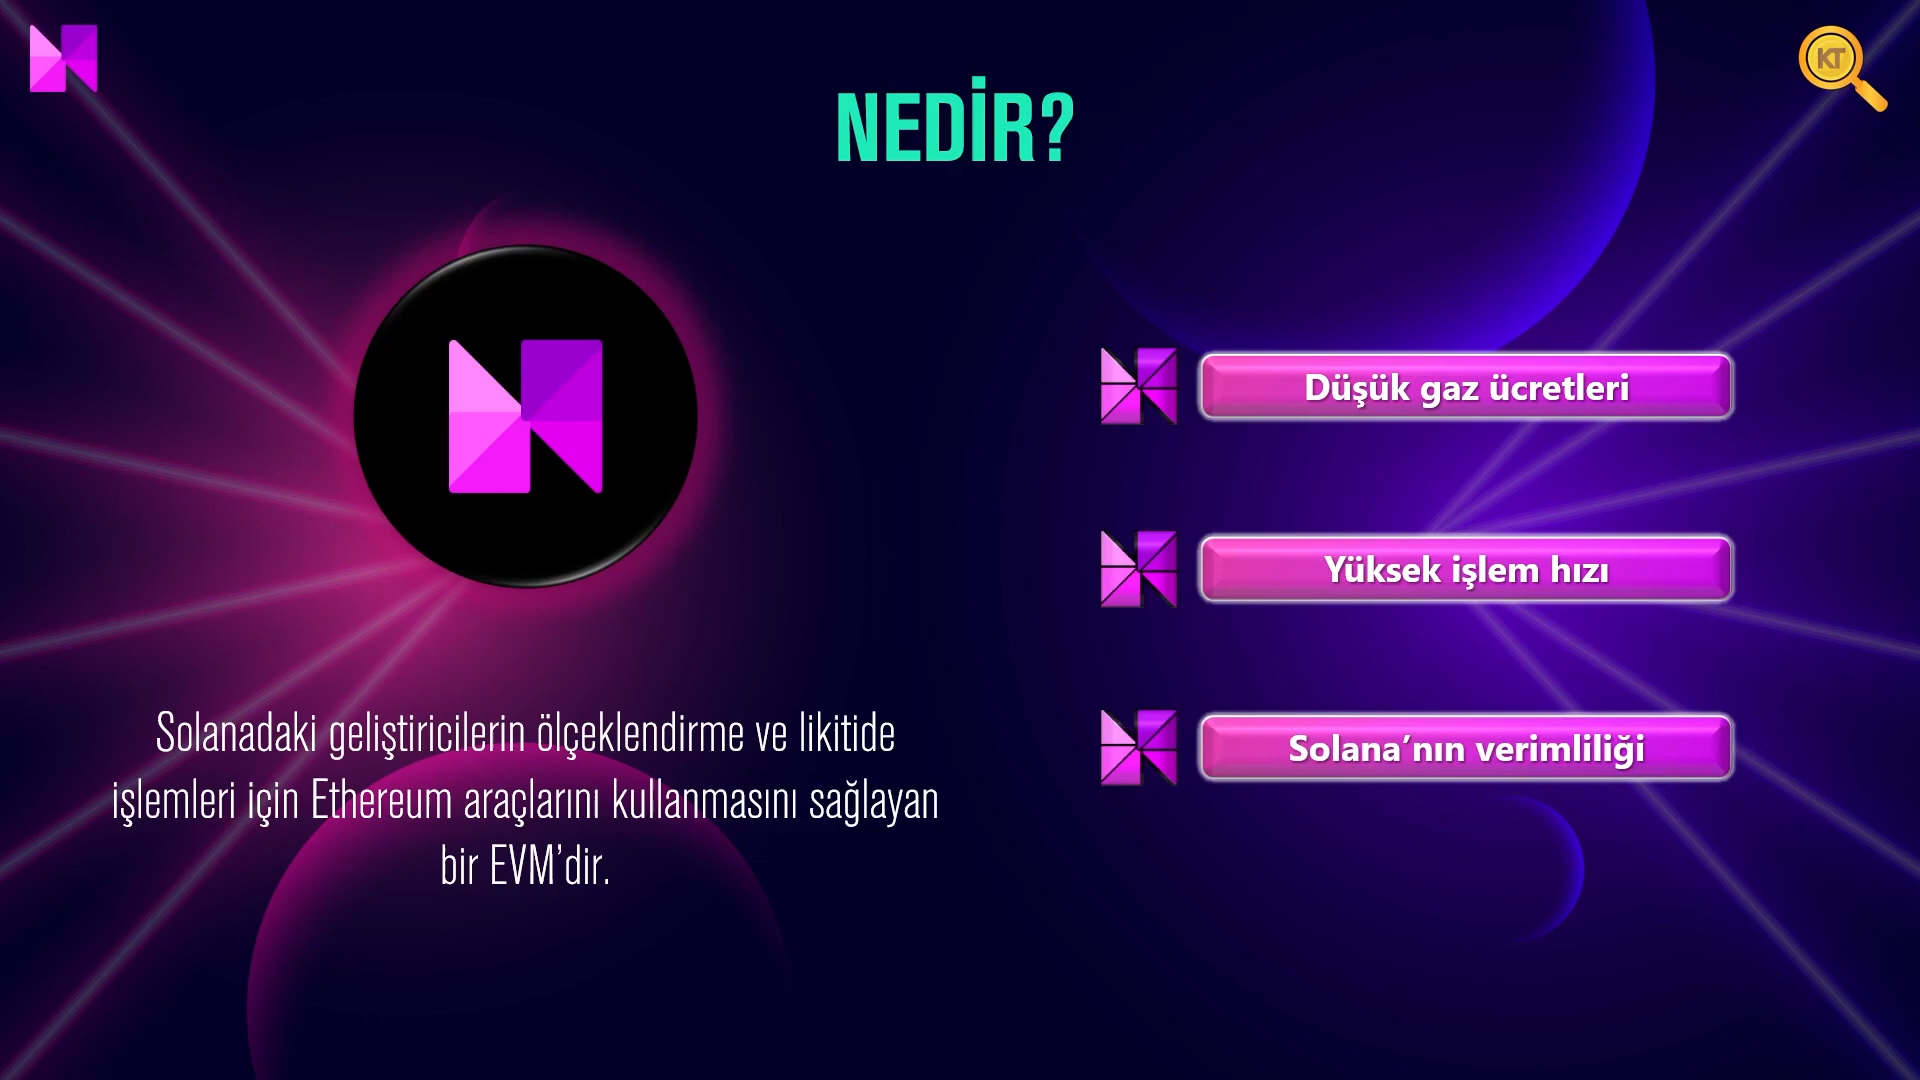 KT
NEDİR?
Düşük gaz ücretleri
Yüksek işlem hızı
Solana’nın verimliliği
Solanadaki geliştiricilerin ölçeklendirme ve likitide
işlemleri için Ethereum araçlarını kullanmasını sağlayan
bir EVM’dir.